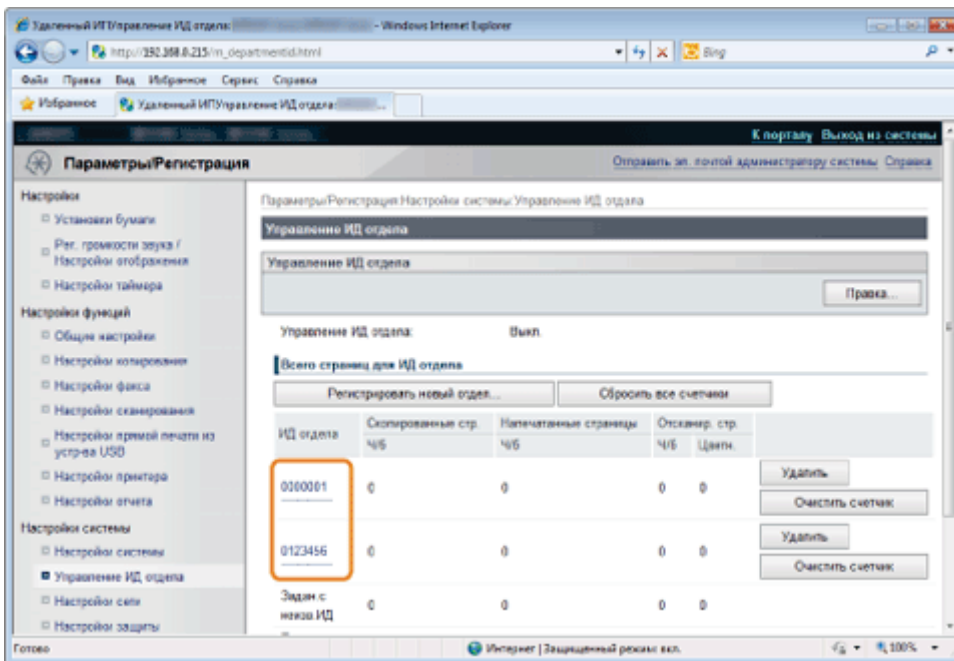 Удаленный ИПУправление ИД отдела: - Windows Internet Explorer
http://192.168.0.215/m_departmentid.html
Bing
Файл Правка Вид Избранное Сервис Справка
Избранное
Удаленный ИПУправление ИД отдела: ...
К порталу Выход из системы
Параметры/Регистрация
Отправить эл. почтой администратору системы Справка
Настройки
Установки бумаги
Рег. громкости звука /
Настройки отображения
Настройки таймера
Настройки функций
Общие настройки
Настройки копирования
Настройки факса
Настройки сканирования
Настройки прямой печати из
устр-ва USB
Настройки принтера
Настройки отчета
Настройки системы
Настройки системы
Управление ИД отдела
Настройки сети
Настройки защиты
Параметры/Регистрация:Настройки системы:Управление ИД отдела
Управление ИД отдела
Управление ИД отдела
Правка...
Управление ИД отдела: Выкл.
Всего страниц для ИД отдела
Регистрировать новый отдел... Сбросить все счетчики
ИД отдела Скопированные стр. Напечатанные страницы Отсканир. стр.
Ч/Б Ч/Б Ч/Б Цветн.
0000001 0 0 0 0 Удалить
Очистить счетчик
0123456 0 0 0 0 Удалить
Очистить счетчик
Задан.с
неизв.ИД 0 0 0 0
Готово
Интернет | Защищенный режим: вкл.
100%